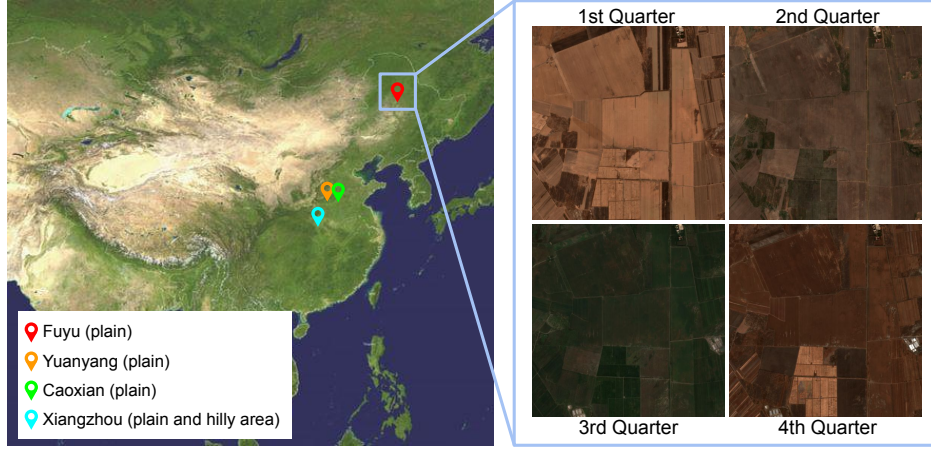 1st Quarter
2nd Quarter
Fuyu (plain)
Yuanyang (plain)
Caoxian (plain)
Xiangzhou (plain and hilly area)
3rd Quarter
4th Quarter